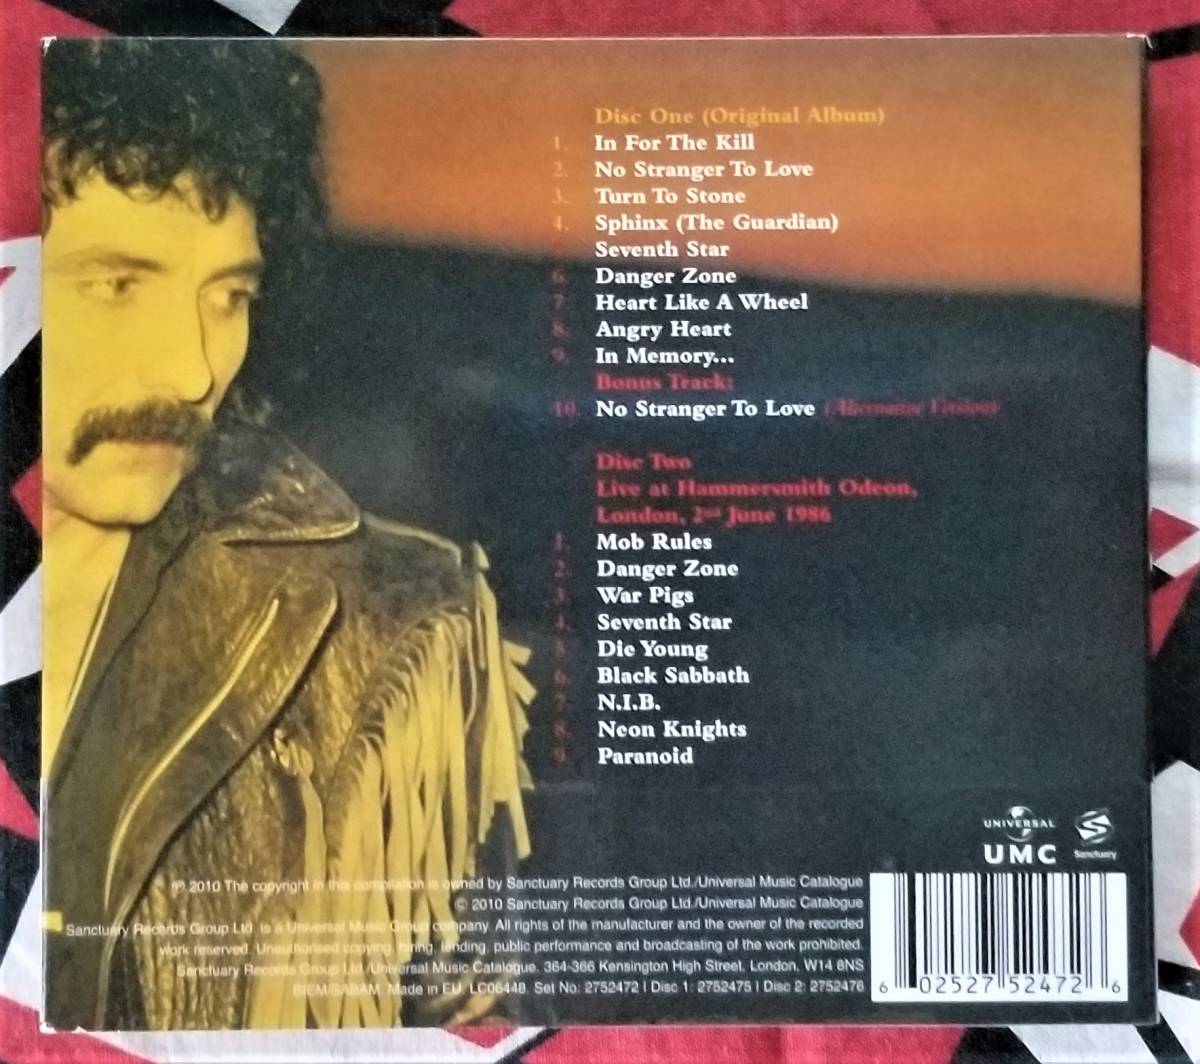 Disc One (Original Album)
1. In For The Kill
2. No Stranger To Love
3. Turn To Stone
4. Sphinx (The Guardian)
Seventh Star
6. Danger Zone
7. Heart Like A Wheel
8. Angry Heart
9. In Memory...
Bonus Track:
10. No Stranger To Love (Alternative Version)
Disc Two
Live at Hammersmith Odeon,
London, 2nd June 1986
1. Mob Rules
2. Danger Zone
3. War Pigs
4. Seventh Star
5. Die Young
6. Black Sabbath
7. N.I.B.
8. Neon Knights
9. Paranoid
UNIVERSAL
UMC
Sanctuary
℗ 2010 The copyright in this compilation is owned by Sanctuary Records Group Ltd./Universal Music Catalogue
© 2010 Sanctuary Records Group Ltd./Universal Music Catalogue
Sanctuary Records Group Ltd. is a Universal Music Group company. All rights of the manufacturer and the owner of the recorded
work reserved. Unauthorised copying, hiring, lending, public performance and broadcasting of the work prohibited.
Sanctuary Records Group Ltd./Universal Music Catalogue. 364-366 Kensington High Street, London, W14 8NS
BIEM/SABAM. Made in EU. LC06448. Set No: 2752472 | Disc 1: 2752475 | Disc 2: 2752476
6 02527 52472 6